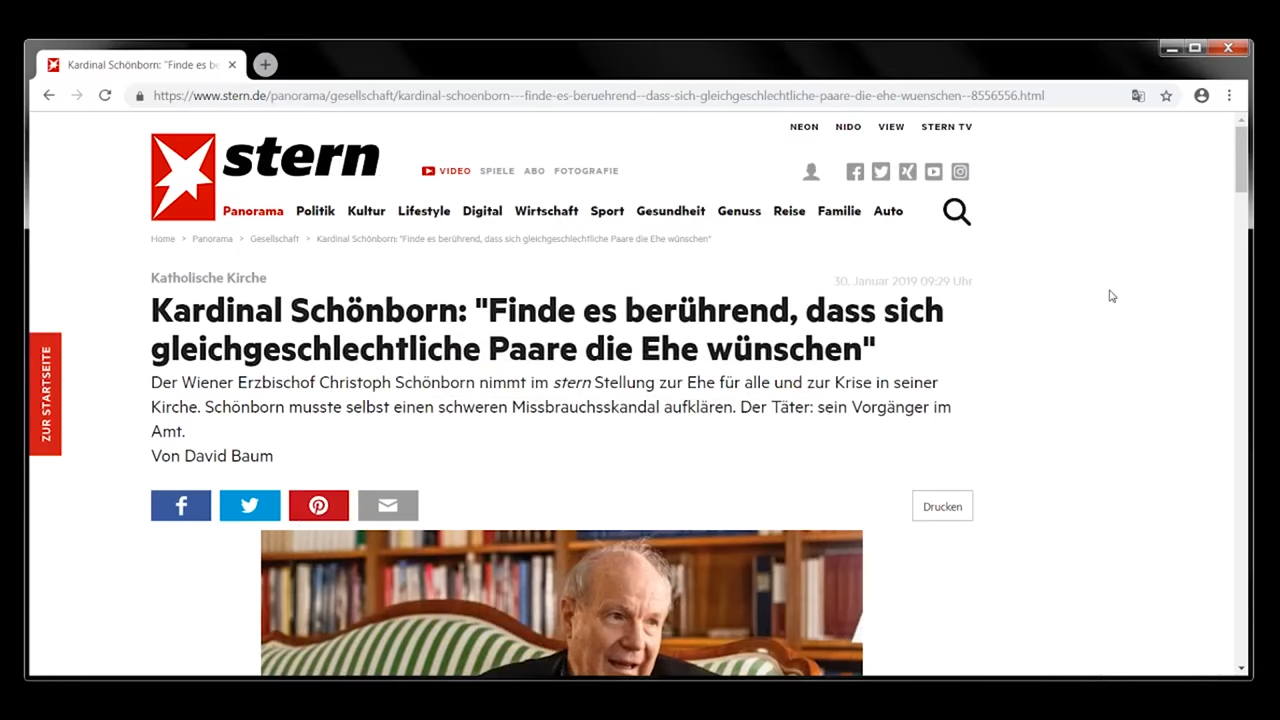 Kardinal Schönborn: "Finde es be
https://www.stern.de/panorama/gesellschaft/kardinal-schoenborn---finde-es-beruehrend--dass-sich-gleichgeschlechtliche-paare-die-ehe-wuenschen--8556556.html
NEON NIDO VIEW STERN TV
stern
VIDEO SPIELE ABO FOTOGRAFIE
Panorama Politik Kultur Lifestyle Digital Wirtschaft Sport Gesundheit Genuss Reise Familie Auto
Home > Panorama > Gesellschaft > Kardinal Schönborn: "Finde es berührend, dass sich gleichgeschlechtliche Paare die Ehe wünschen"
Katholische Kirche
30. Januar 2019 09:29 Uhr
Kardinal Schönborn: "Finde es berührend, dass sich
gleichgeschlechtliche Paare die Ehe wünschen"
Der Wiener Erzbischof Christoph Schönborn nimmt im stern Stellung zur Ehe für alle und zur Krise in seiner
Kirche. Schönborn musste selbst einen schweren Missbrauchsskandal aufklären. Der Täter: sein Vorgänger im
Amt.
Von David Baum
ZUR STARTSEITE
Drucken